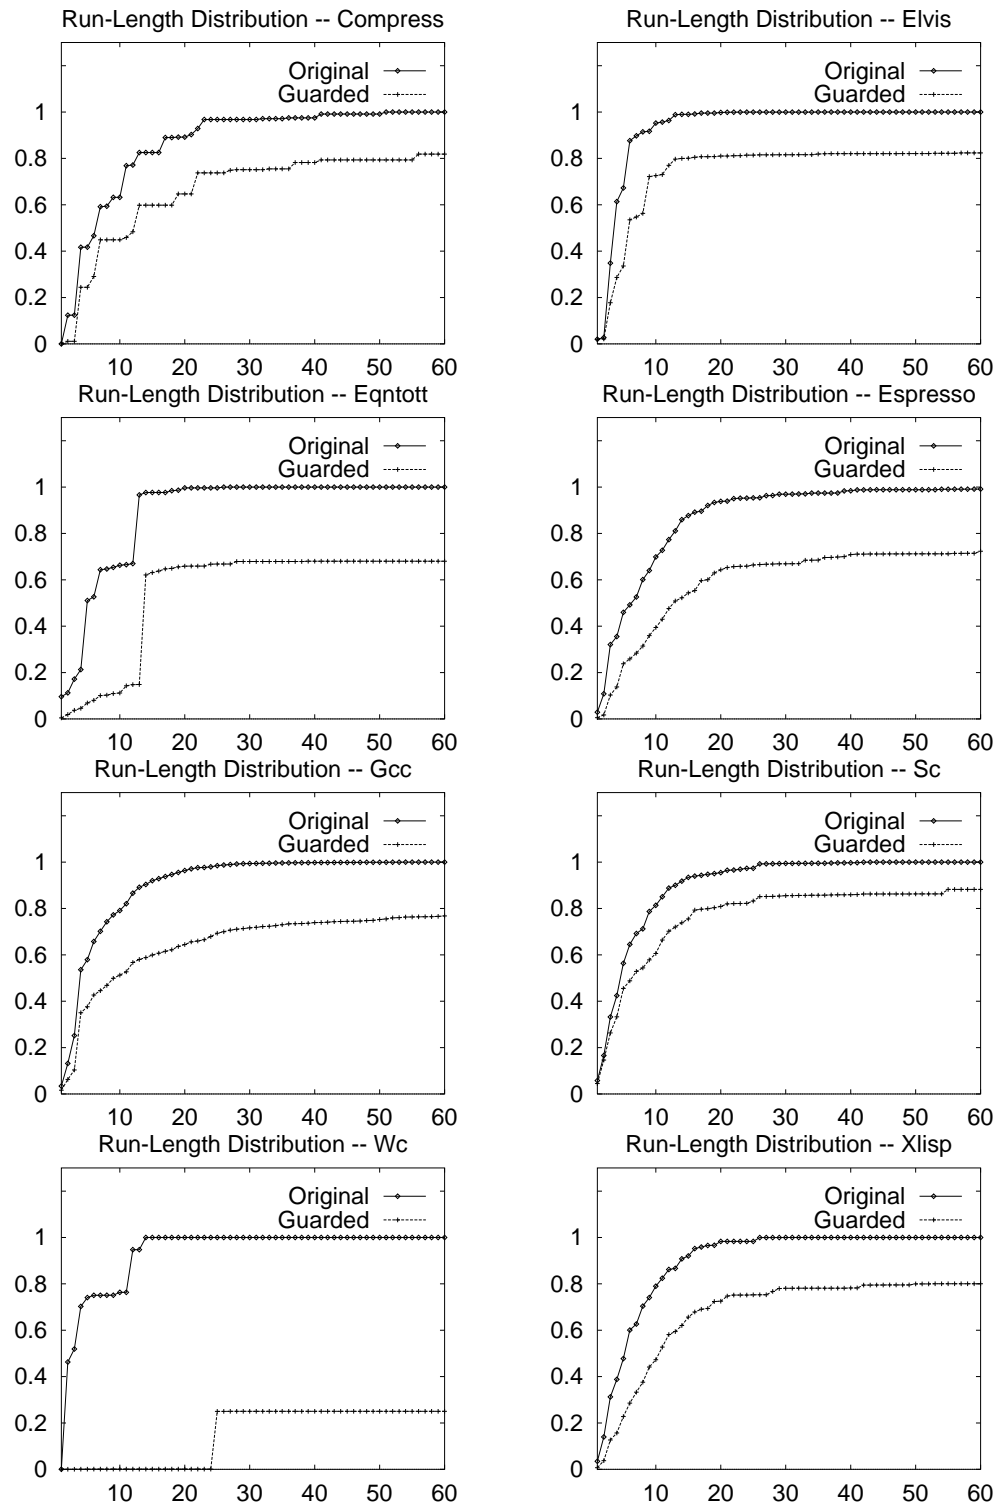 Run-Length Distribution -- Compress
Original
Guarded
1
0.8
0.6
0.4
0.2
0
10 20 30 40 50 60
Run-Length Distribution -- Elvis
Original
Guarded
1
0.8
0.6
0.4
0.2
0
10 20 30 40 50 60
Run-Length Distribution -- Eqntott
Original
Guarded
1
0.8
0.6
0.4
0.2
0
10 20 30 40 50 60
Run-Length Distribution -- Espresso
Original
Guarded
1
0.8
0.6
0.4
0.2
0
10 20 30 40 50 60
Run-Length Distribution -- Gcc
Original
Guarded
1
0.8
0.6
0.4
0.2
0
10 20 30 40 50 60
Run-Length Distribution -- Sc
Original
Guarded
1
0.8
0.6
0.4
0.2
0
10 20 30 40 50 60
Run-Length Distribution -- Wc
Original
Guarded
1
0.8
0.6
0.4
0.2
0
10 20 30 40 50 60
Run-Length Distribution -- Xlisp
Original
Guarded
1
0.8
0.6
0.4
0.2
0
10 20 30 40 50 60